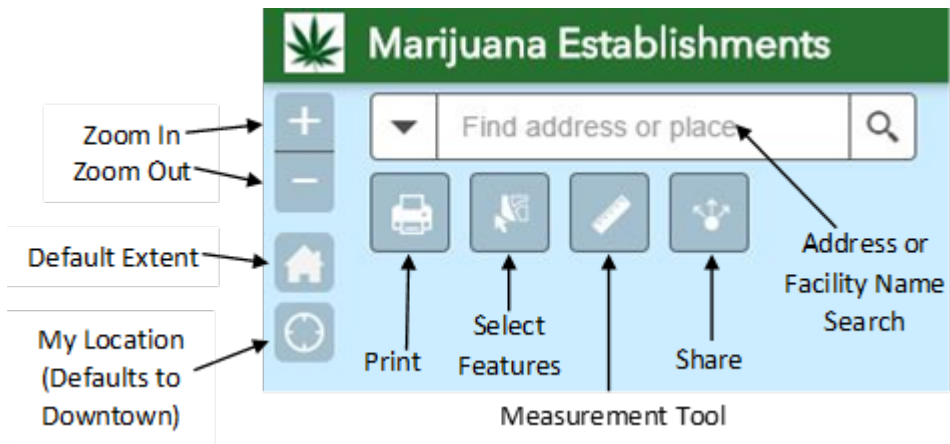 Marijuana Establishments
Find address or place
Zoom In
Zoom Out
Default Extent
My Location
(Defaults to
Downtown)
Print
Select
Features
Measurement Tool
Share
Address or
Facility Name
Search